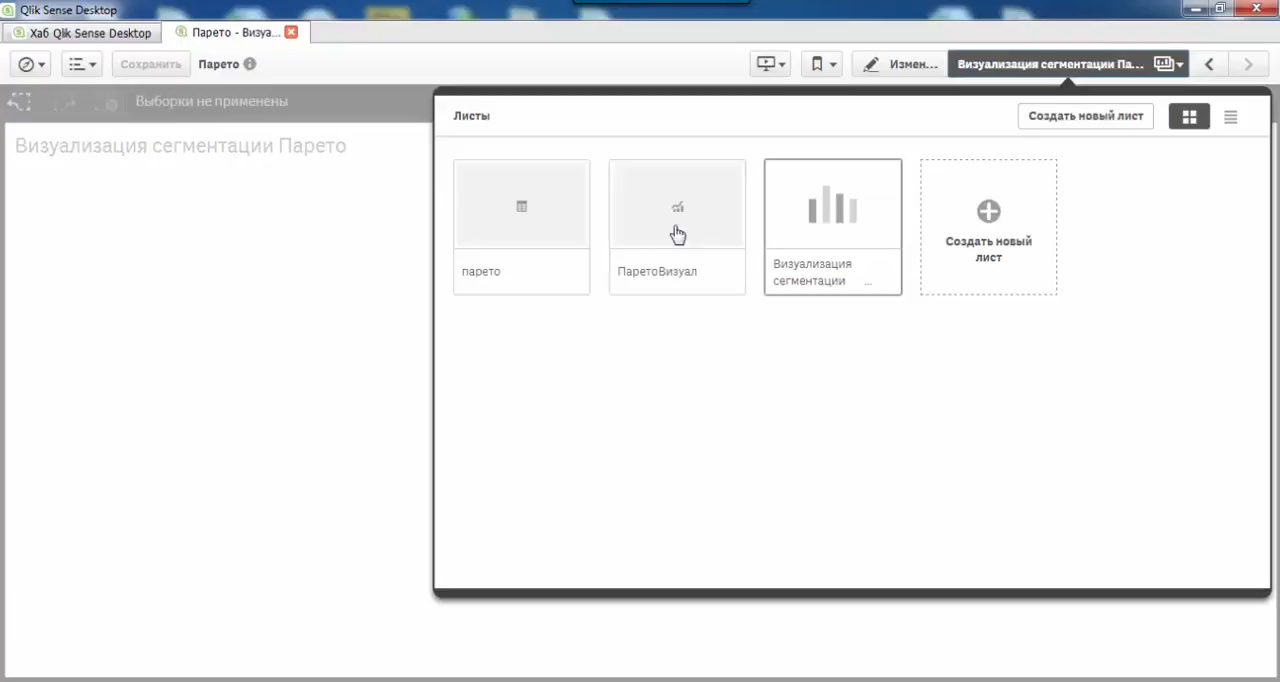 Qlik Sense Desktop
Хаб Qlik Sense Desktop
Парето - Визуа...
Сохранить
Парето
Измен...
Визуализация сегментации Па...
Выборки не применены
Визуализация сегментации Парето
Листы
Создать новый лист
парето
ПаретоВизуал
Визуализация
сегментации ...
Создать новый
лист